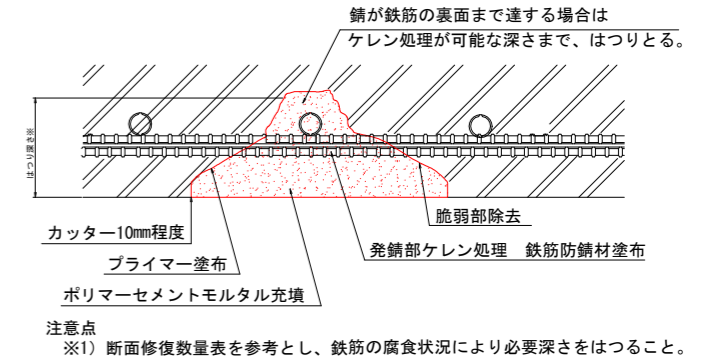 錆が鉄筋の裏面まで達する場合は
ケレン処理が可能な深さまで、はつりとる。
はつり深さ※
カッター10mm程度
脆弱部除去
プライマー塗布
発錆部ケレン処理　鉄筋防錆材塗布
ポリマーセメントモルタル充填
注意点
※1）断面修復数量表を参考とし、鉄筋の腐食状況により必要深さをはつること。